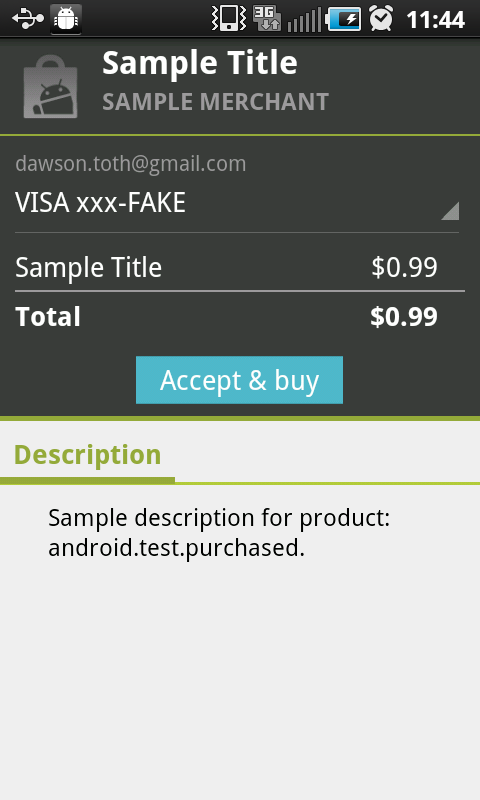 3G 11:44
Sample Title
SAMPLE MERCHANT
dawson.toth@gmail.com
VISA xxx-FAKE
Sample Title $0.99
Total $0.99
Accept & buy
Description
Sample description for product:
android.test.purchased.